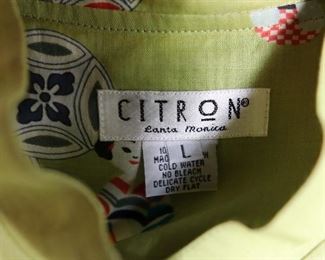 CITRON®
Santa Monica
L
COLD WATER
NO BLEACH
DELICATE CYCLE
DRY FLAT